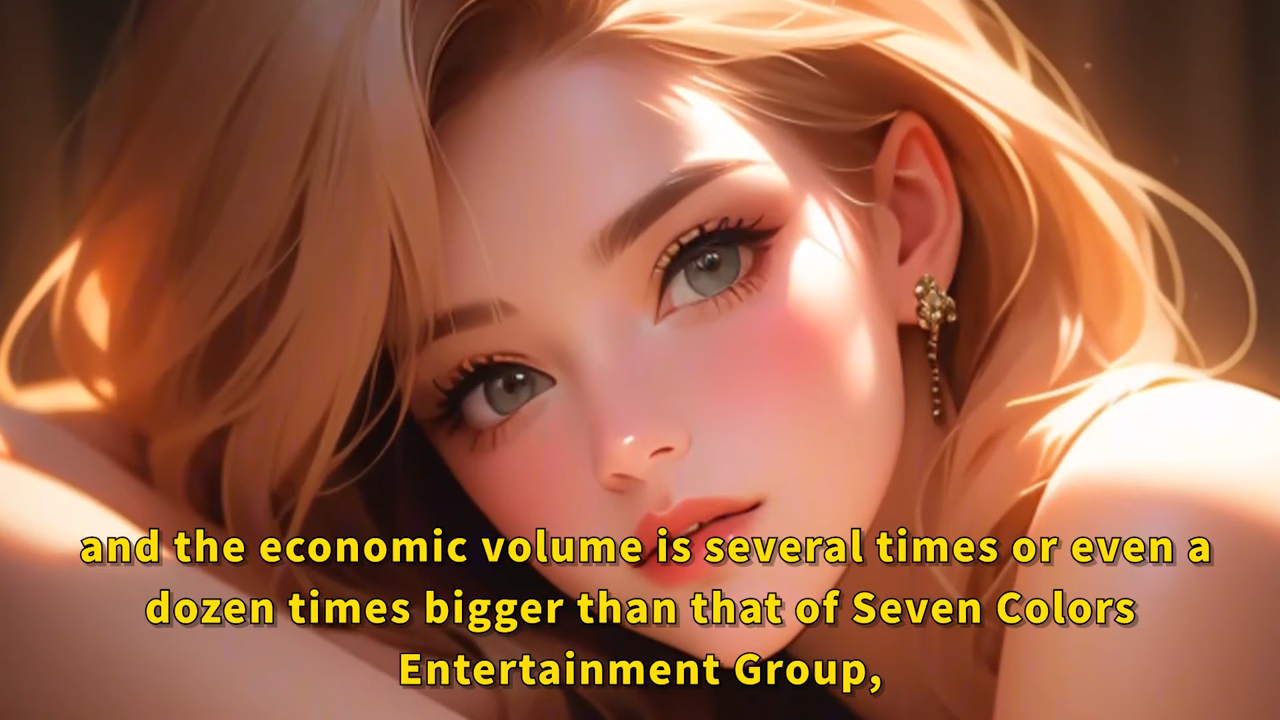 and the economic volume is several times or even a
dozen times bigger than that of Seven Colors
Entertainment Group,